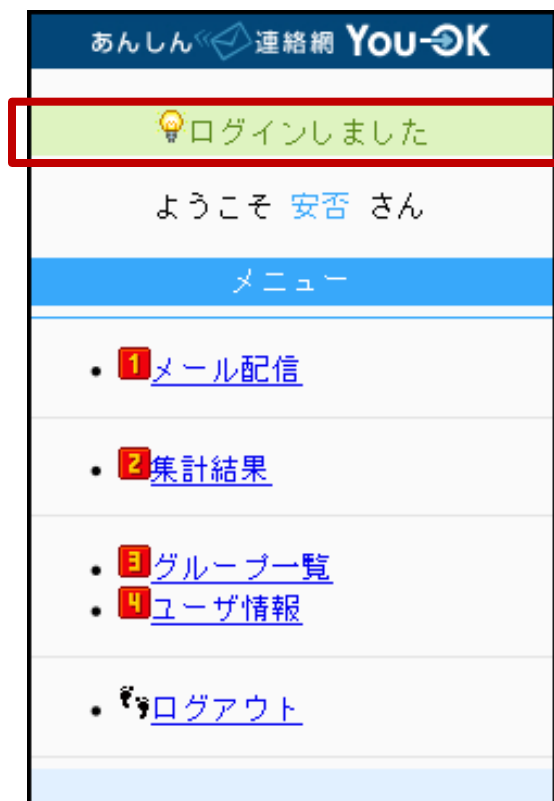 あんしん連絡網 You-OK
ログインしました
ようこそ 安否 さん
メニュー
1メール配信
2集計結果
3グループ一覧
4ユーザ情報
ログアウト